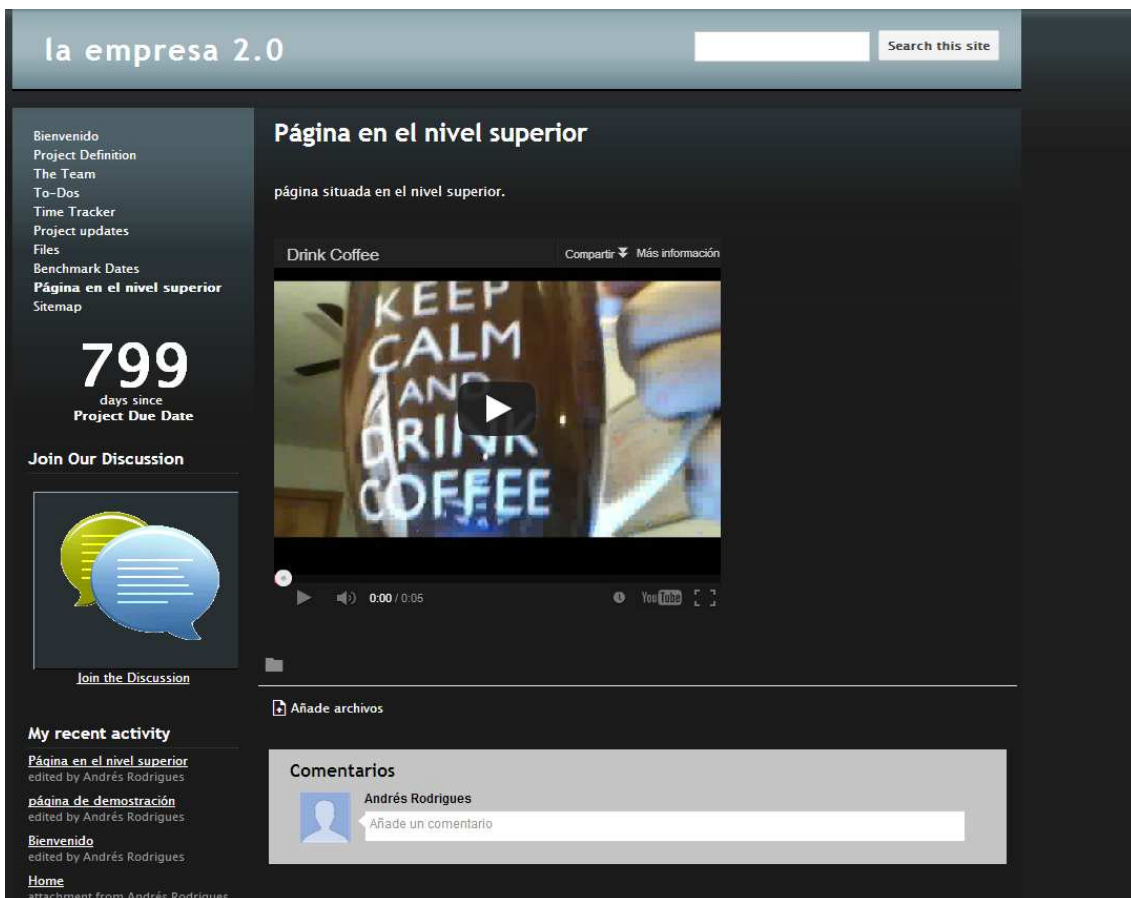 la empresa 2.0
Search this site
Bienvenido
Project Definition
The Team
To-Dos
Time Tracker
Project updates
Files
Benchmark Dates
Página en el nivel superior
Sitemap
799
days since
Project Due Date
Join Our Discussion
Join the Discussion
My recent activity
Página en el nivel superior
edited by Andrés Rodrigues
página de demostración
edited by Andrés Rodrigues
Bienvenido
edited by Andrés Rodrigues
Home
attachment from Andrés Rodrigues
Página en el nivel superior
página situada en el nivel superior.
Drink Coffee
Compartir Más información
KEEP
CALM
AND
DRINK
COFFEE
0:00 / 0:05
YouTube
Añade archivos
Comentarios
Andrés Rodrigues
Añade un comentario